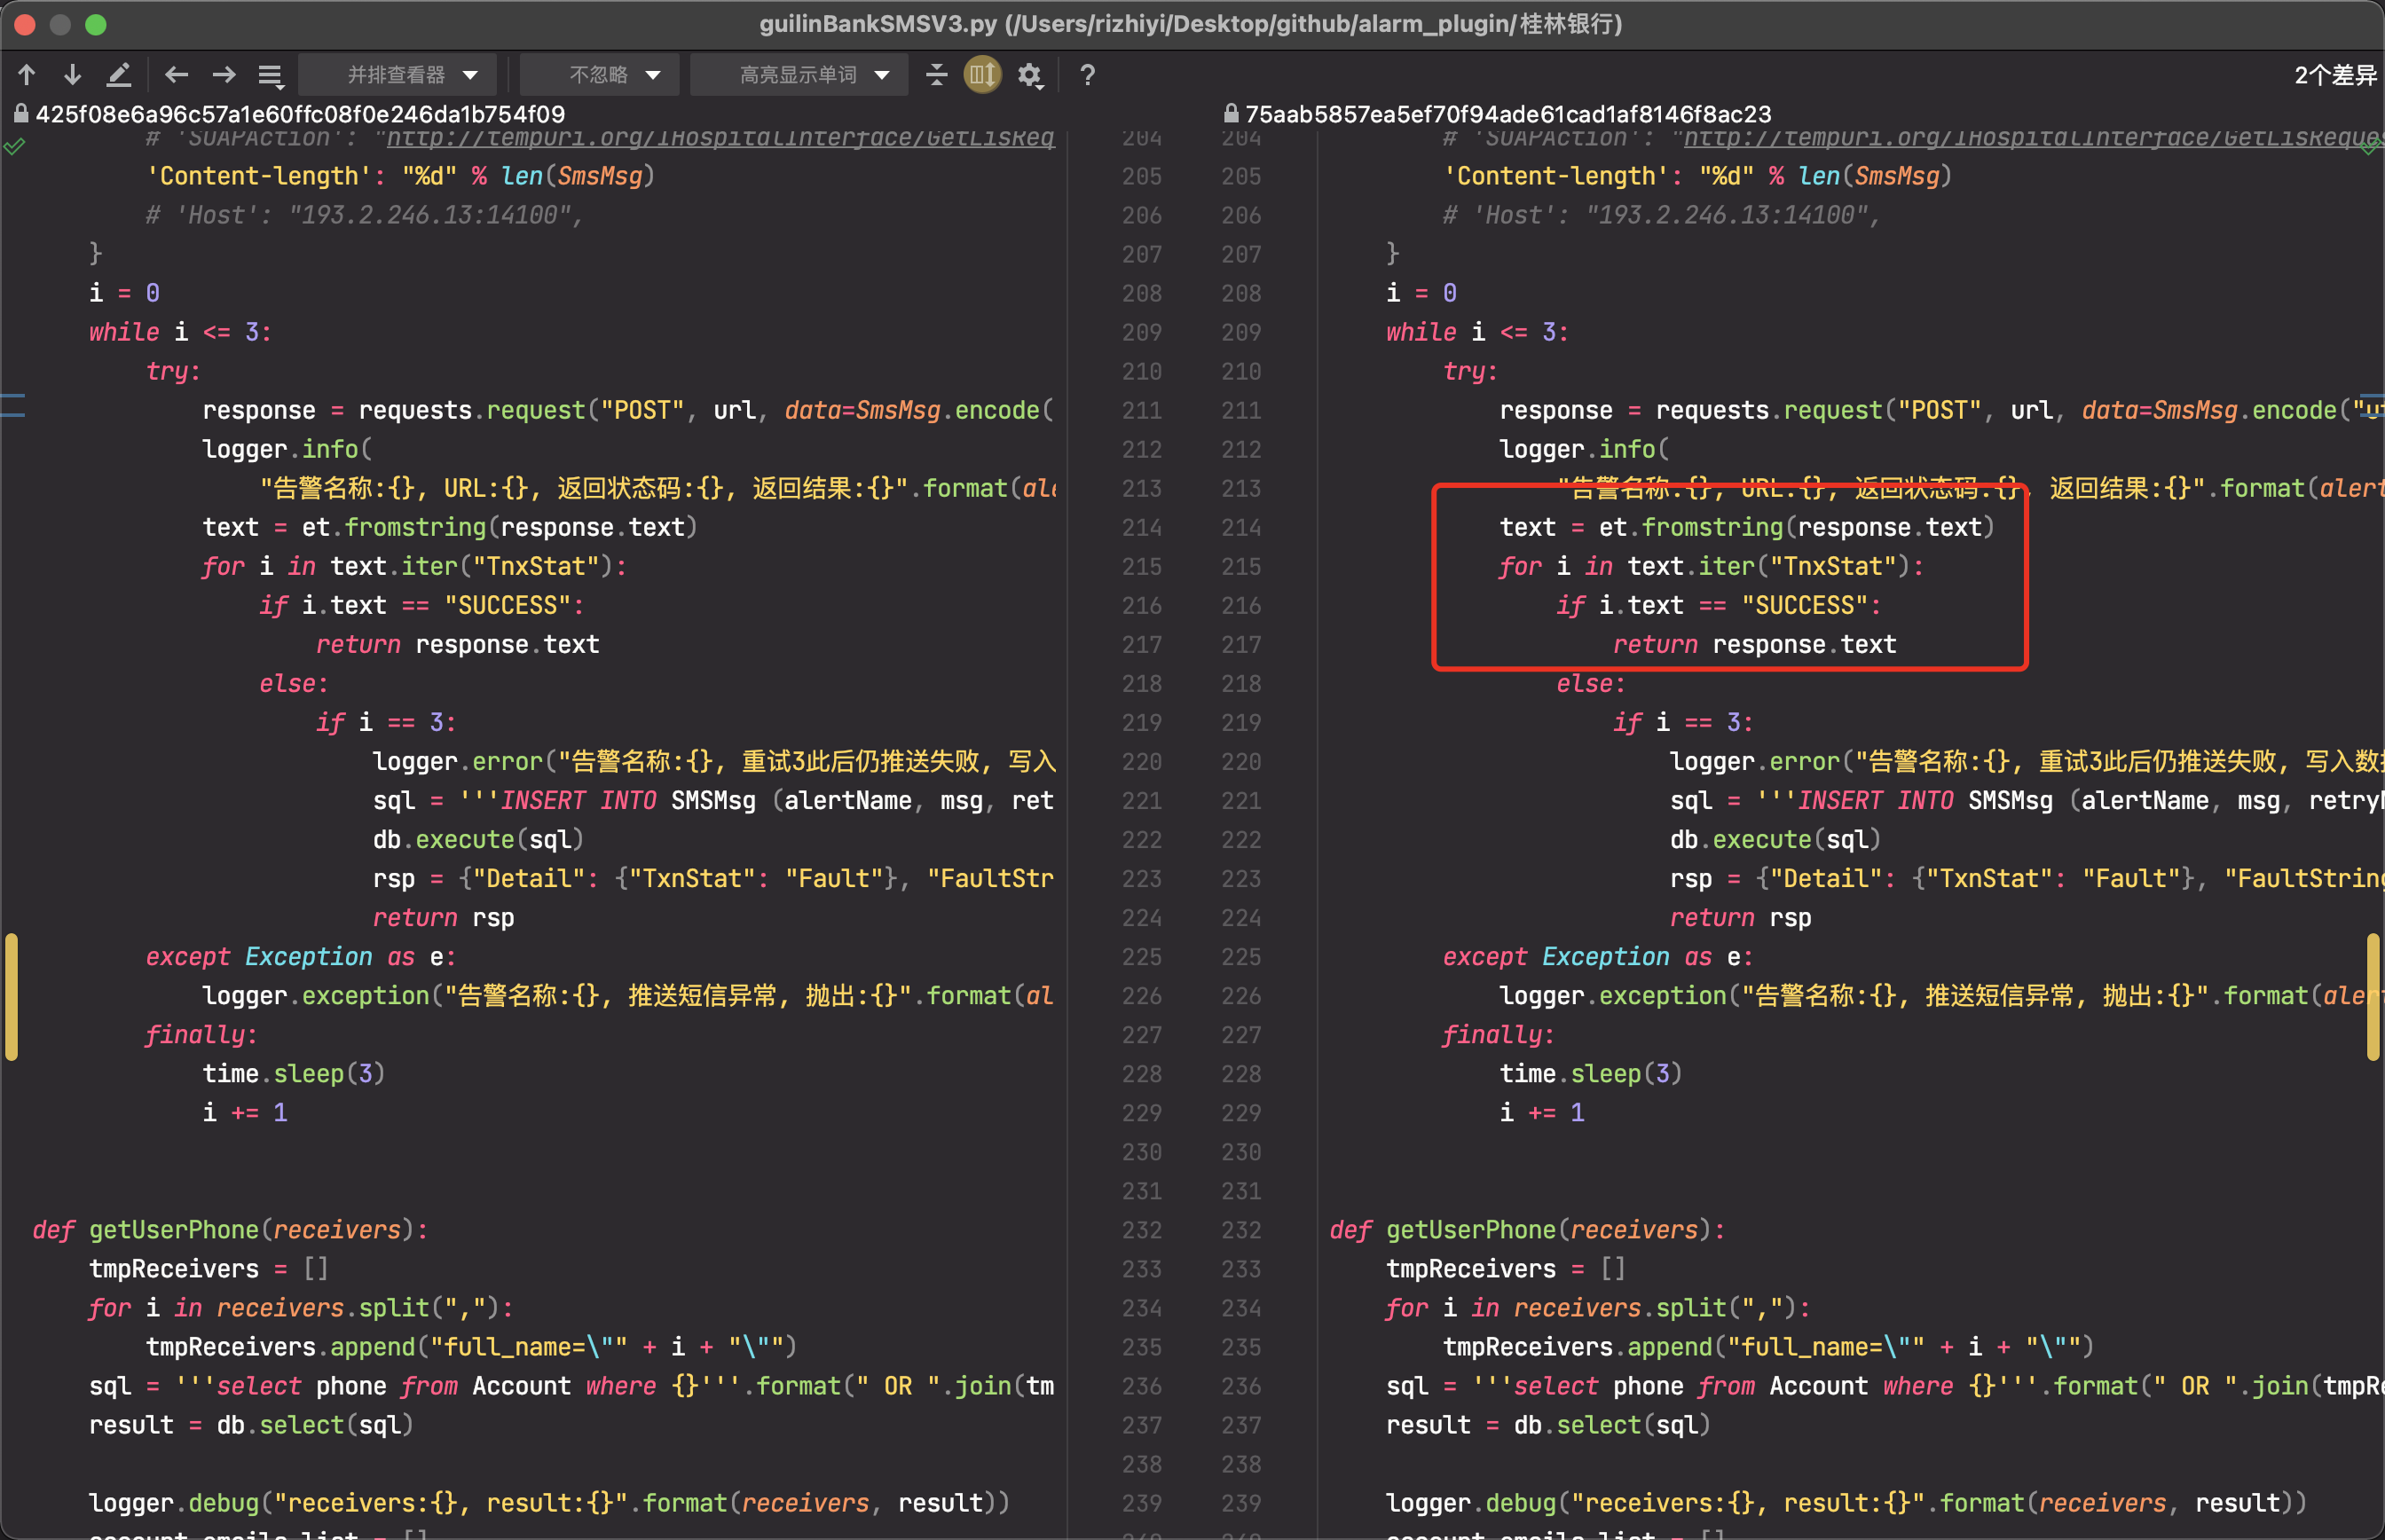 guilinBankSMSV3.py (/Users/rizhiyi/Desktop/github/alarm_plugin/桂林银行)
并排查看器 不忽略 高亮显示单词 ? 2个差异
425f08e6a96c57a1e60ffc08f0e246da1b754f09
# 'SOAPAction': "http://tempuri.org/IHospitalInterface/GetLisReq
'Content-length': "%d" % len(SmsMsg)
# 'Host': "193.2.246.13:14100",
}
i = 0
while i <= 3:
try:
response = requests.request("POST", url, data=SmsMsg.encode(
logger.info(
"告警名称:{}, URL:{}, 返回状态码:{}, 返回结果:{}".format(ale
text = et.fromstring(response.text)
for i in text.iter("TnxStat"):
if i.text == "SUCCESS":
return response.text
else:
if i == 3:
logger.error("告警名称:{}, 重试3此后仍推送失败, 写入
sql = '''INSERT INTO SMSMsg (alertName, msg, ret
db.execute(sql)
rsp = {"Detail": {"TxnStat": "Fault"}, "FaultStr
return rsp
except Exception as e:
logger.exception("告警名称:{}, 推送短信异常, 抛出:{}".format(al
finally:
time.sleep(3)
i += 1
def getUserPhone(receivers):
tmpReceivers = []
for i in receivers.split(","):
tmpReceivers.append("full_name=\"" + i + "\"")
sql = '''select phone from Account where {}'''.format(" OR ".join(tm
result = db.select(sql)
logger.debug("receivers:{}, result:{}".format(receivers, result))
account_emails_list = []
204 204
205 205
206 206
207 207
208 208
209 209
210 210
211 211
212 212
213 213
214 214
215 215
216 216
217 217
218 218
219 219
220 220
221 221
222 222
223 223
224 224
225 225
226 226
227 227
228 228
229 229
230 230
231 231
232 232
233 233
234 234
235 235
236 236
237 237
238 238
239 239
240 240
75aab5857ea5ef70f94ade61cad1af8146f8ac23
# 'SOAPAction': "http://tempuri.org/IHospitalInterface/GetLisReques
'Content-length': "%d" % len(SmsMsg)
# 'Host': "193.2.246.13:14100",
}
i = 0
while i <= 3:
try:
response = requests.request("POST", url, data=SmsMsg.encode("ut
logger.info(
"告警名称:{}, URL:{}, 返回状态码:{}, 返回结果:{}".format(alert
text = et.fromstring(response.text)
for i in text.iter("TnxStat"):
if i.text == "SUCCESS":
return response.text
else:
if i == 3:
logger.error("告警名称:{}, 重试3此后仍推送失败, 写入数据
sql = '''INSERT INTO SMSMsg (alertName, msg, retryN
db.execute(sql)
rsp = {"Detail": {"TxnStat": "Fault"}, "FaultString
return rsp
except Exception as e:
logger.exception("告警名称:{}, 推送短信异常, 抛出:{}".format(alert
finally:
time.sleep(3)
i += 1
def getUserPhone(receivers):
tmpReceivers = []
for i in receivers.split(","):
tmpReceivers.append("full_name=\"" + i + "\"")
sql = '''select phone from Account where {}'''.format(" OR ".join(tmpRe
result = db.select(sql)
logger.debug("receivers:{}, result:{}".format(receivers, result))
account_emails_list = []